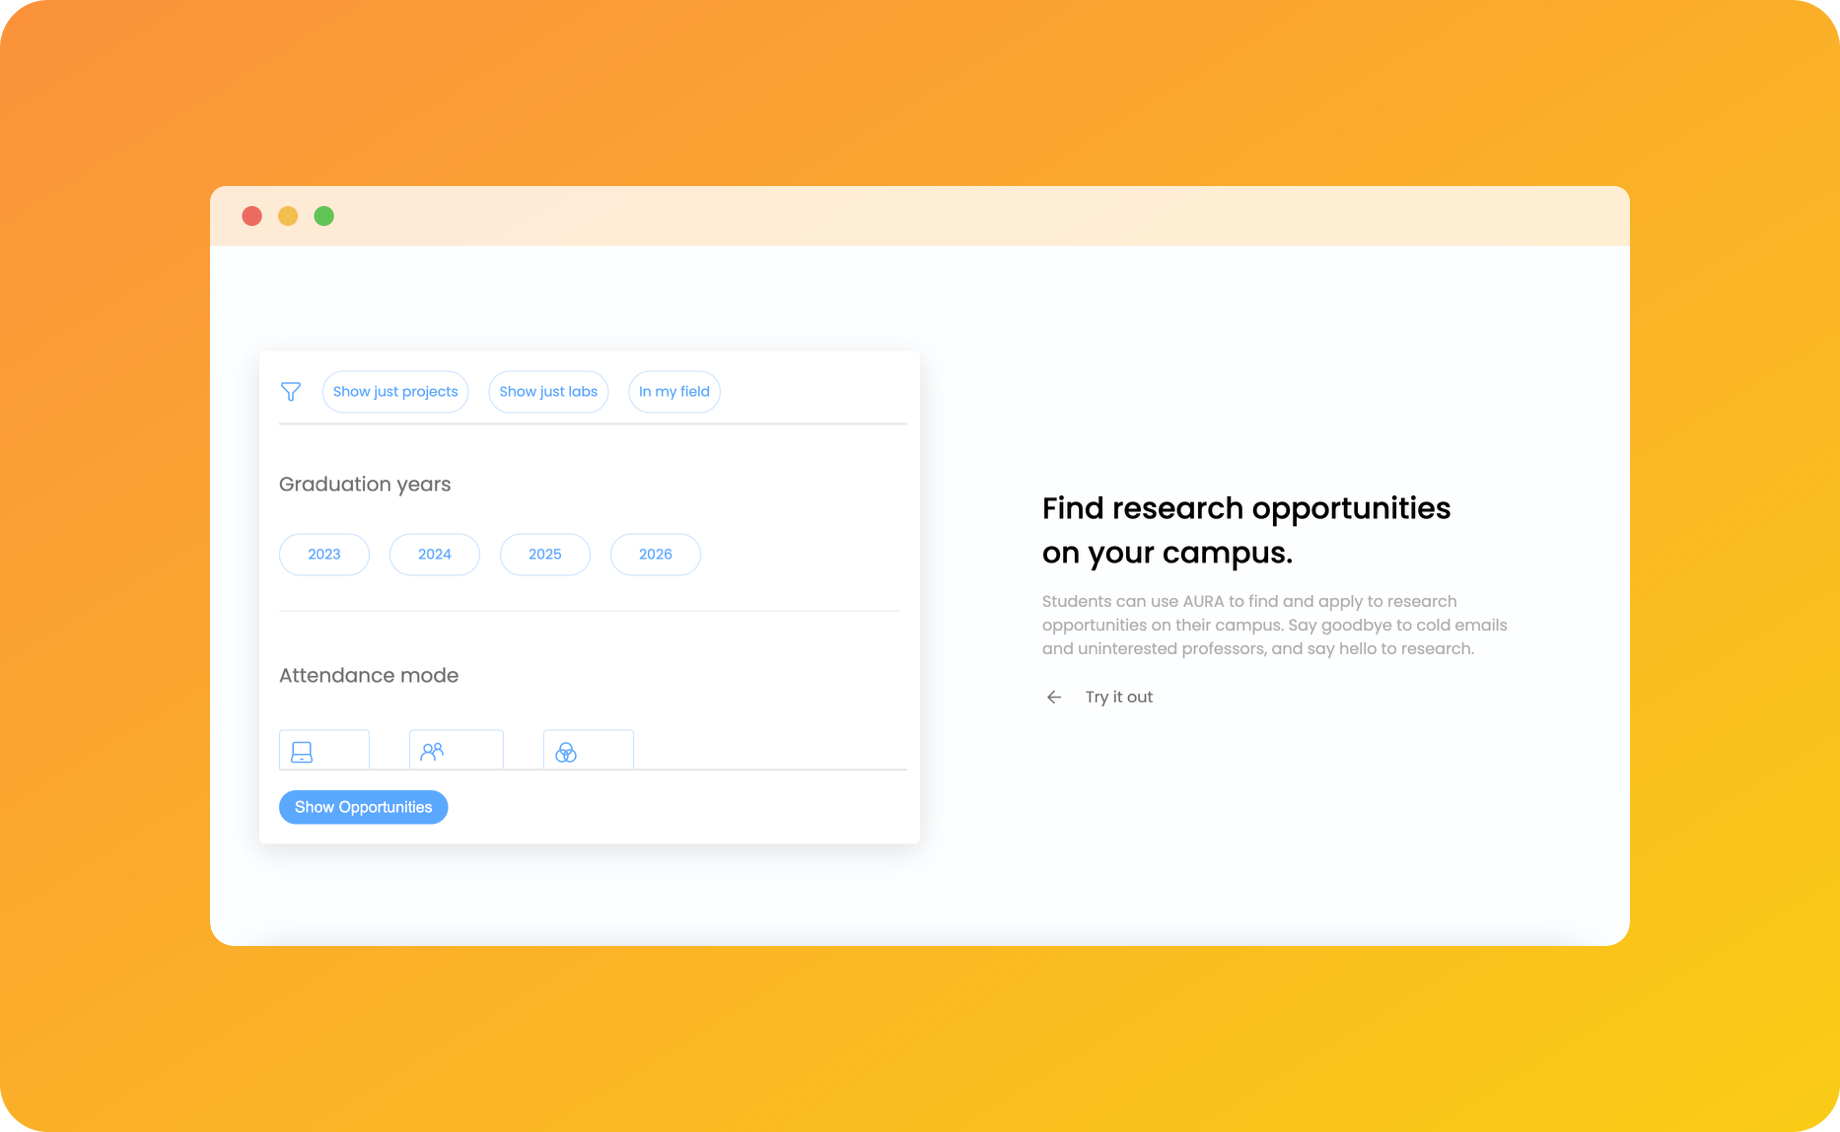 Show just projects
Show just labs
In my field
Graduation years
2023
2024
2025
2026
Attendance mode
Show Opportunities
Find research opportunities
on your campus.
Students can use AURA to find and apply to research
opportunities on their campus. Say goodbye to cold emails
and uninterested professors, and say hello to research.
Try it out